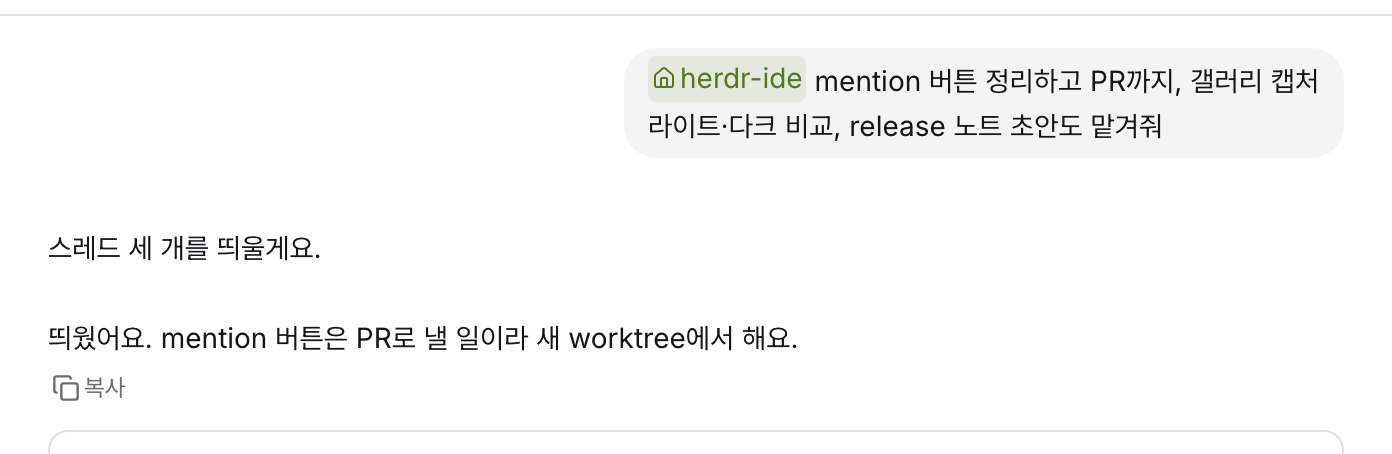 herdr-ide mention 버튼 정리하고 PR까지, 갤러리 캡처
라이트·다크 비교, release 노트 초안도 맡겨줘
스레드 세 개를 띄울게요.
띄웠어요. mention 버튼은 PR로 낼 일이라 새 worktree에서 해요.
복사